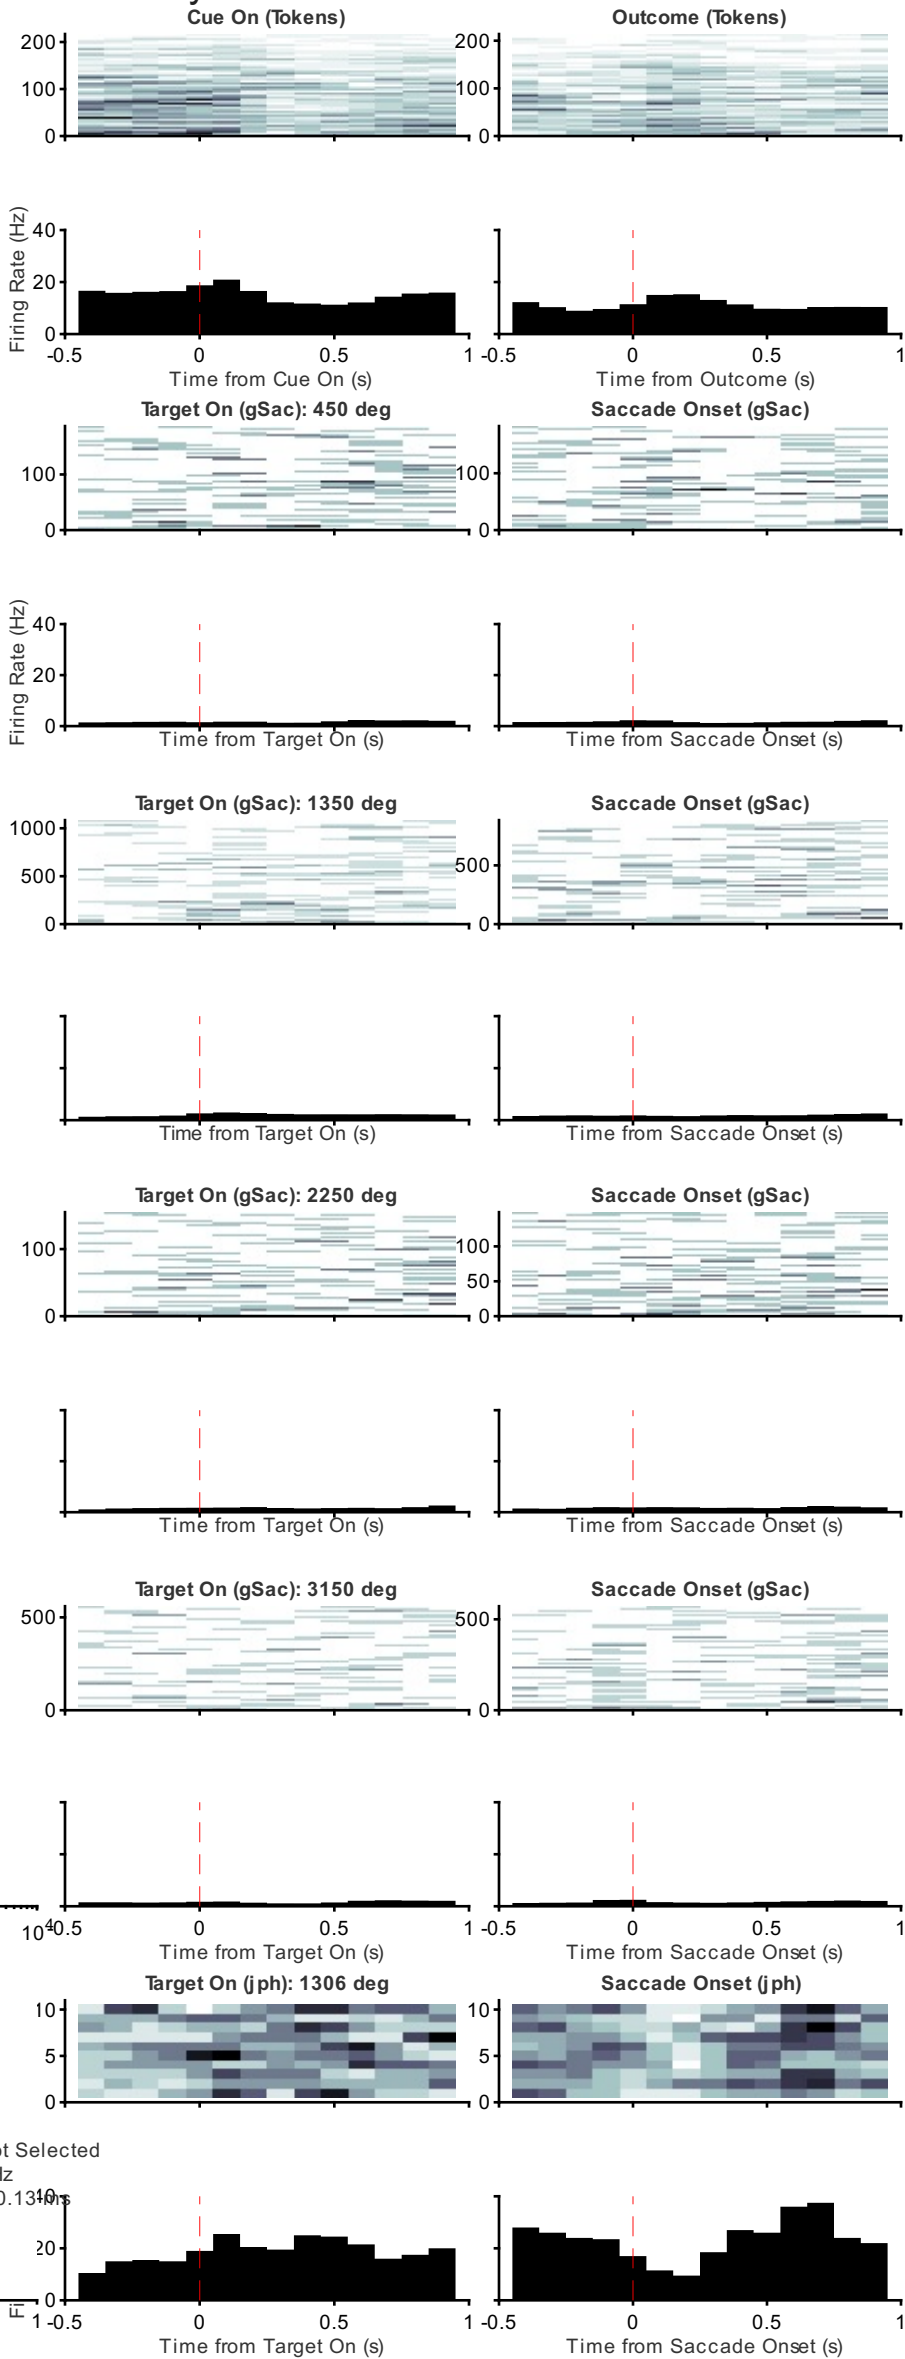 Cue On (Tokens) Outcome (Tokens)
200 200
100 100
0 0
Firing Rate (Hz)
40
20
0
-0.5 0 0.5 1 -0.5 0 0.5 1
Time from Cue On (s) Time from Outcome (s)
Target On (gSac): 450 deg Saccade Onset (gSac)
100 100
0 0
Firing Rate (Hz)
40
20
0
Time from Target On (s) Time from Saccade Onset (s)
Target On (gSac): 1350 deg Saccade Onset (gSac)
1000
500 500
0 0
Time from Target On (s) Time from Saccade Onset (s)
Target On (gSac): 2250 deg Saccade Onset (gSac)
100 100
50
0 0
Time from Target On (s) Time from Saccade Onset (s)
Target On (gSac): 3150 deg Saccade Onset (gSac)
500 500
0 0
10⁴ -0.5 0 0.5 1 -0.5 0 0.5 1
Time from Target On (s) Time from Saccade Onset (s)
Target On (jph): 1306 deg Saccade Onset (jph)
10 10
5 5
0 0
ot Selected
Hz
0.13 ms
40
20
0
Fi
1 -0.5 0 0.5 1 -0.5 0 0.5 1
Time from Target On (s) Time from Saccade Onset (s)